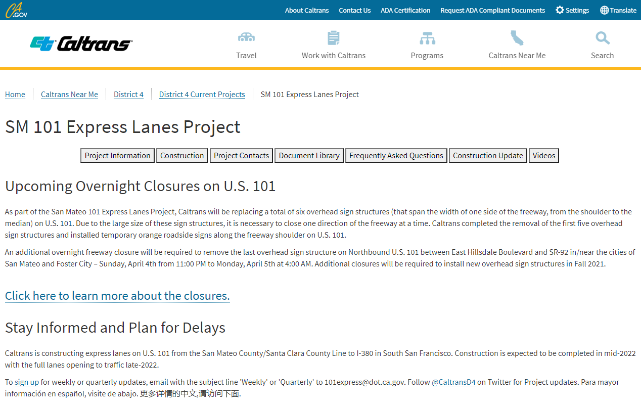 CA
.GOV
About Caltrans Contact Us ADA Certification Request ADA Compliant Documents Settings Translate
ct Caltrans
Travel Work with Caltrans Programs Caltrans Near Me Search
Home Caltrans Near Me District 4 District 4 Current Projects SM 101 Express Lanes Project
SM 101 Express Lanes Project
Project Information Construction Project Contacts Document Library Frequently Asked Questions Construction Update Videos
Upcoming Overnight Closures on U.S. 101
As part of the San Mateo 101 Express Lanes Project, Caltrans will be replacing a total of six overhead sign structures (that span the width of one side of the freeway, from the shoulder to the
median) on U.S. 101. Due to the large size of these sign structures, it is necessary to close one direction of the freeway at a time. Caltrans completed the removal of the first five overhead
sign structures and installed temporary orange roadside signs along the freeway shoulder on U.S. 101.
An additional overnight freeway closure will be required to remove the last overhead sign structure on Northbound U.S. 101 between East Hillsdale Boulevard and SR-92 in/near the cities of
San Mateo and Foster City – Sunday, April 4th from 11:00 PM to Monday, April 5th at 4:00 AM. Additional closures will be required to install new overhead sign structures in Fall 2021.
Click here to learn more about the closures.
Stay Informed and Plan for Delays
Caltrans is constructing express lanes on U.S. 101 from the San Mateo County/Santa Clara County Line to I-380 in South San Francisco. Construction is expected to be completed in mid-2022
with the full lanes opening to traffic late-2022.
To sign up for weekly or quarterly updates, email with the subject line 'Weekly' or 'Quarterly' to 101express@dot.ca.gov. Follow @CaltransD4 on Twitter for Project updates. Para mayor
información en español, visite de abajo. 更多详情的中文,请访问下面.